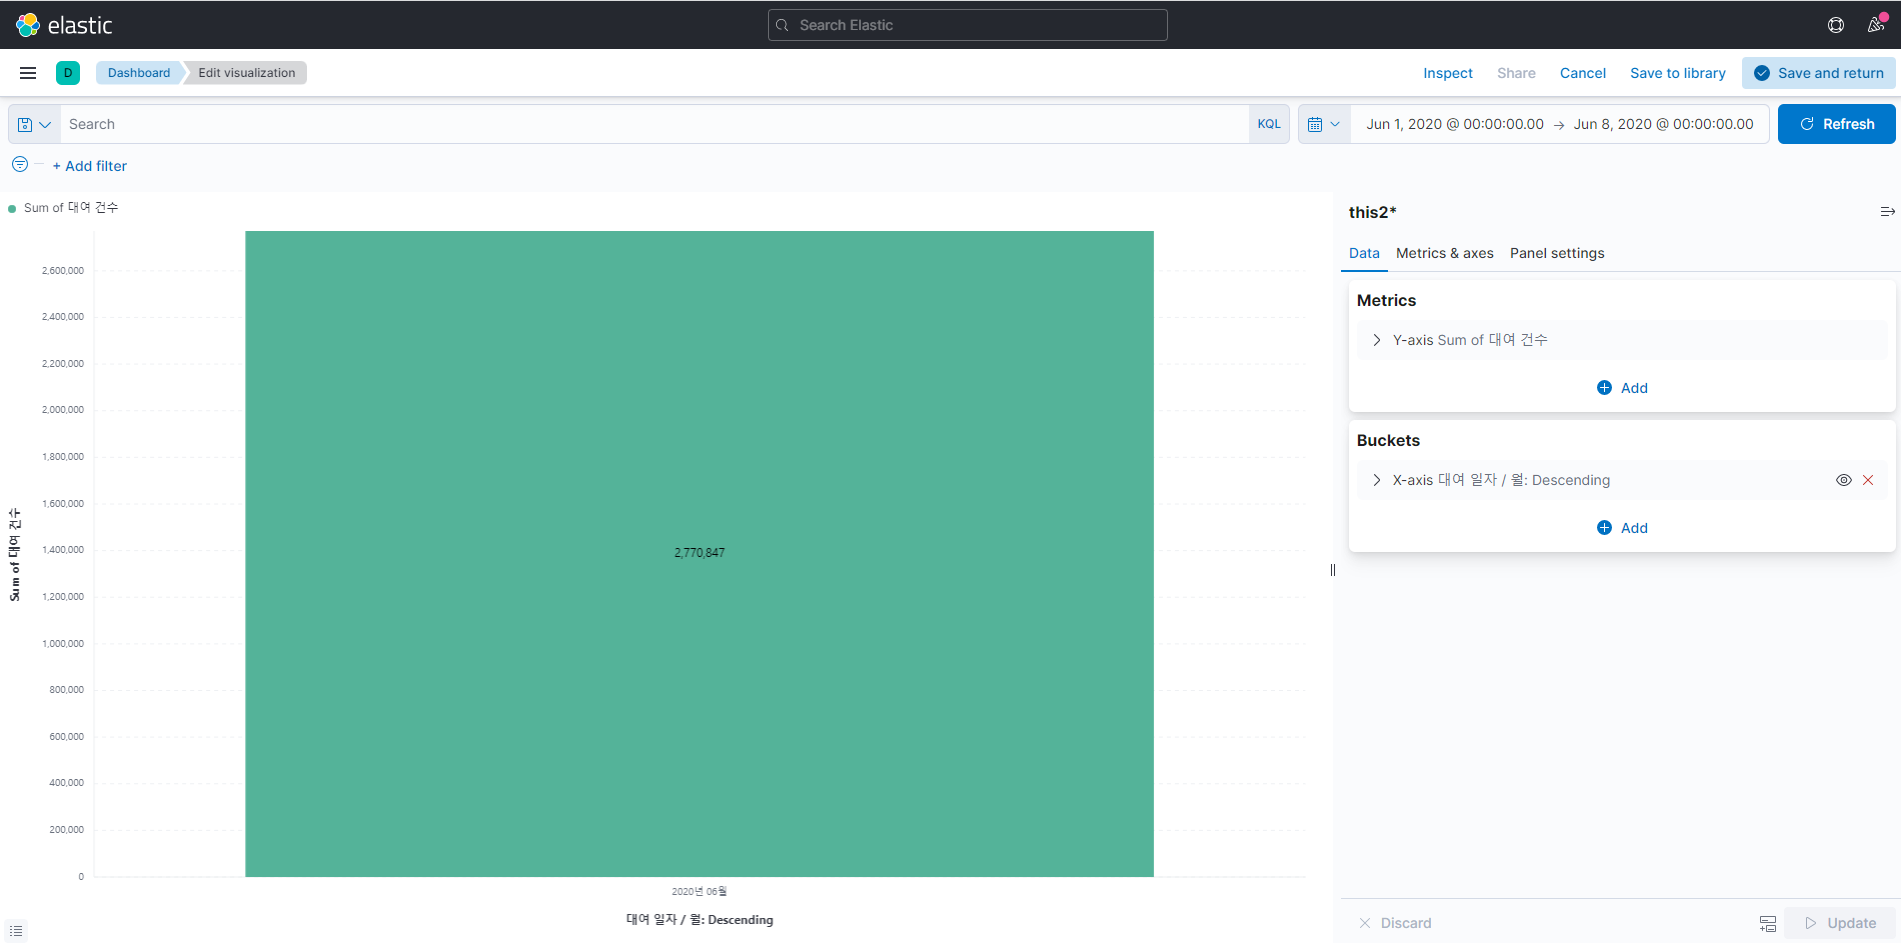 elastic
Search Elastic
D
Dashboard
Edit visualization
Inspect
Share
Cancel
Save to library
Save and return
Search
KQL
Jun 1, 2020 @ 00:00:00.00 → Jun 8, 2020 @ 00:00:00.00
Refresh
+ Add filter
Sum of 대여 건수
2,600,000
2,400,000
2,200,000
2,000,000
1,800,000
1,600,000
1,400,000
1,200,000
1,000,000
800,000
600,000
400,000
200,000
0
Sum of 대여 건수
2,770,847
2020년 06월
대여 일자 / 월: Descending
this2*
Data
Metrics & axes
Panel settings
Metrics
Y-axis Sum of 대여 건수
Add
Buckets
X-axis 대여 일자 / 월: Descending
Add
Discard
Update